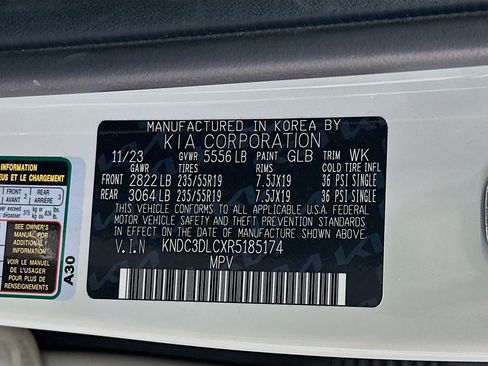 MANUFACTURED IN KOREA BY
KIA CORPORATION
11/23 GVWR 5556 LB PAINT GLB TRIM WK
GAWR TIRES RIMS COLD TIRE INFL
FRONT 2822 LB 235/55R19 7.5JX19 36 PSI SINGLE
REAR 3064 LB 235/55R19 7.5JX19 36 PSI SINGLE
THIS VEHICLE CONFORMS TO ALL APPLICABLE U.S.A. FEDERAL
MOTOR VEHICLE SAFETY AND THEFT PREVENTION STANDARDS
IN EFFECT ON THE DATE OF MANUFACTURE SHOWN ABOVE
V.I.N KNDC3DLCXR5185174
MPV
INFORMATION
EUS ET LE CHARGEMENT
FRONT 2
REAR 3
SEE OWNER'S
MANUAL FOR
ADDITIONAL
INFORMATION
VOIR LE MANUEL
DE L'USAGER
POUR PLUS DE
RENSEIGNEMENTS
A30